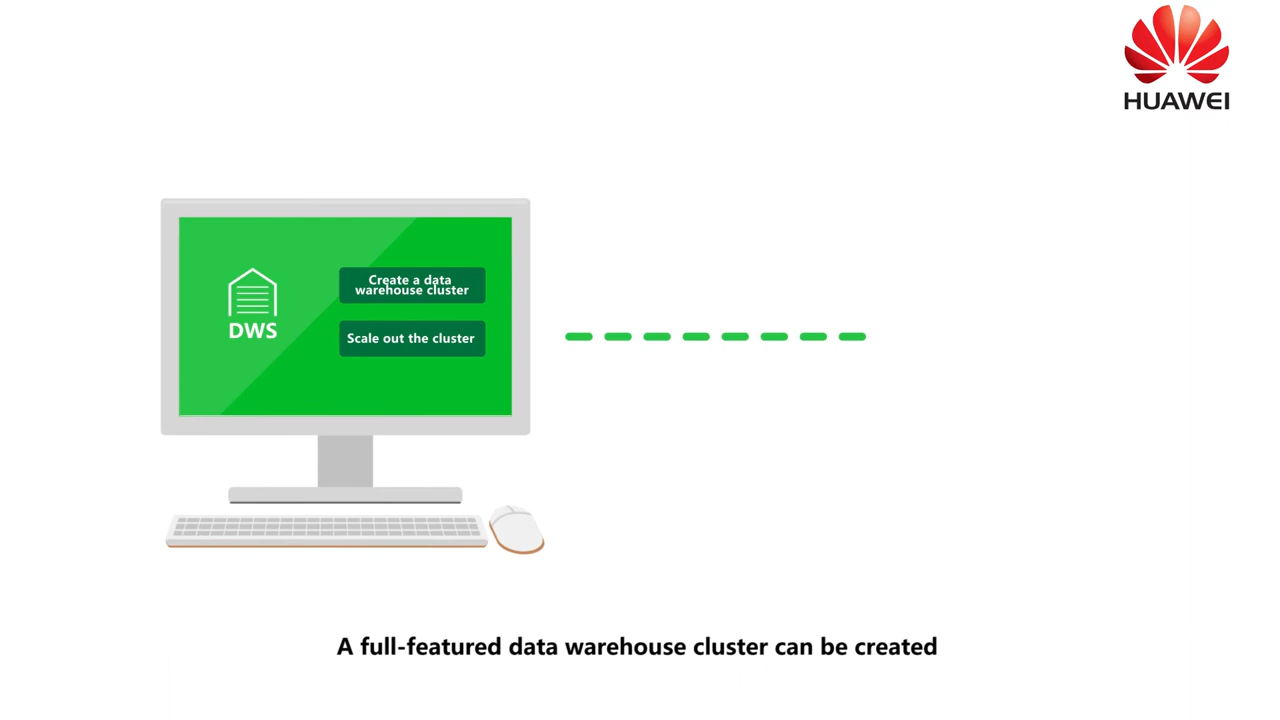 HUAWEI
Create a data
warehouse cluster
DWS
Scale out the cluster
A full-featured data warehouse cluster can be created